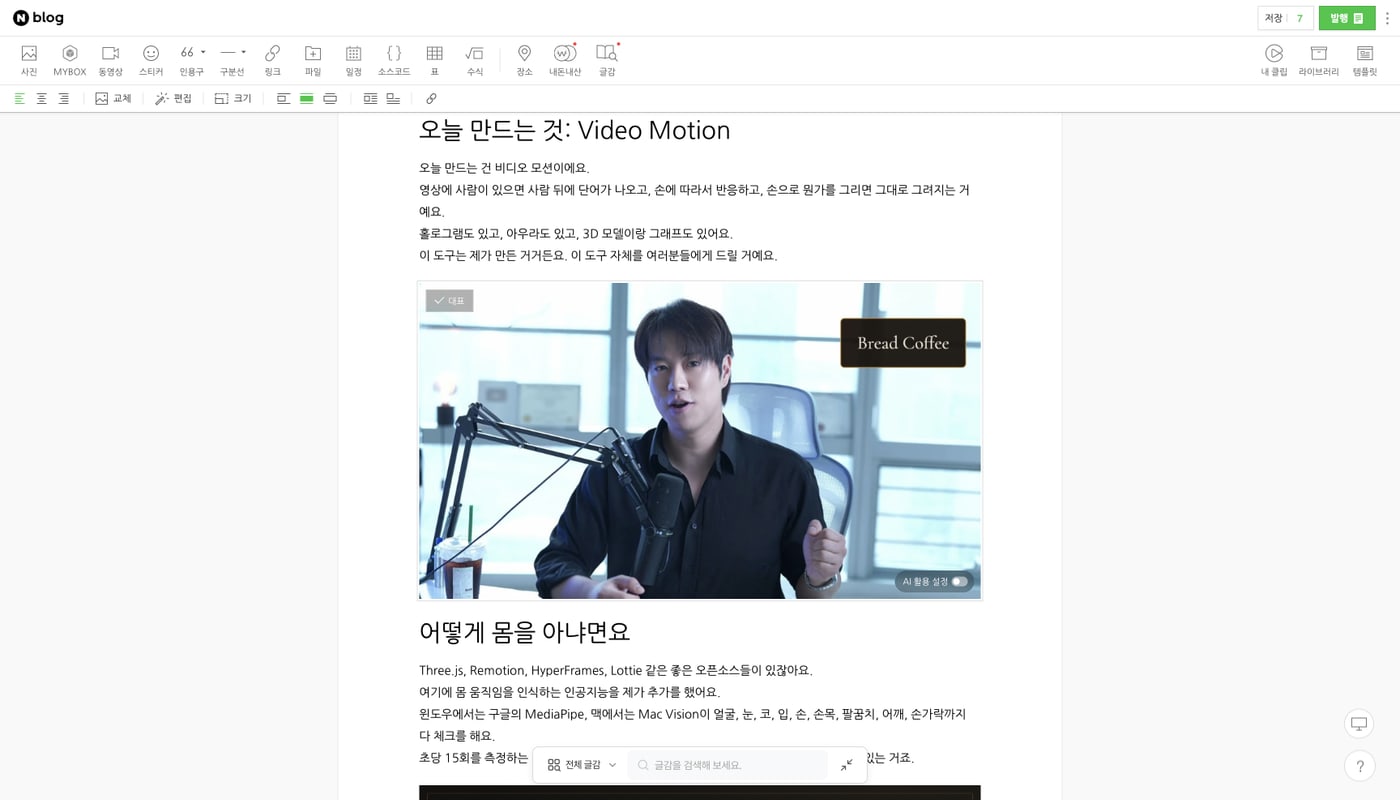 blog
저장 7
발행
사진
MYBOX
동영상
스티커
66
인용구
구분선
링크
파일
일정
소스코드
표
수식
장소
내돈내산
글감
내 클립
라이브러리
템플릿
교체
편집
크기
오늘 만드는 것: Video Motion
오늘 만드는 건 비디오 모션이에요.
영상에 사람이 있으면 사람 뒤에 단어가 나오고, 손에 따라서 반응하고, 손으로 뭔가를 그리면 그대로 그려지는 거
예요.
홀로그램도 있고, 아우라도 있고, 3D 모델이랑 그래프도 있어요.
이 도구는 제가 만든 거거든요. 이 도구 자체를 여러분들에게 드릴 거예요.
대표
Bread Coffee
AI 활용 설정
어떻게 몸을 아냐면요
Three.js, Remotion, HyperFrames, Lottie 같은 좋은 오픈소스들이 있잖아요.
여기에 몸 움직임을 인식하는 인공지능을 제가 추가를 했어요.
윈도우에서는 구글의 MediaPipe, 맥에서는 Mac Vision이 얼굴, 눈, 코, 입, 손, 손목, 팔꿈치, 어깨, 손가락까지
다 체크를 해요.
초당 15회를 측정하는
있는 거죠.
전체 글감
글감을 검색해 보세요.
?